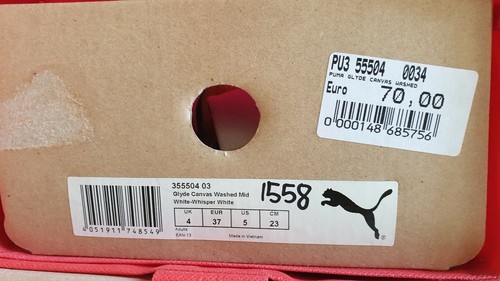 PU3 55504 0034
PUMA GLYDE CANVAS WASHED
Euro 70,00
0 000148 685756
355504 03
Glyde Canvas Washed Mid
White-Whisper White
1558
UK EUR US CM
4 37 5 23
Adults
EAN-13 Made in Vietnam
4 051911 748549